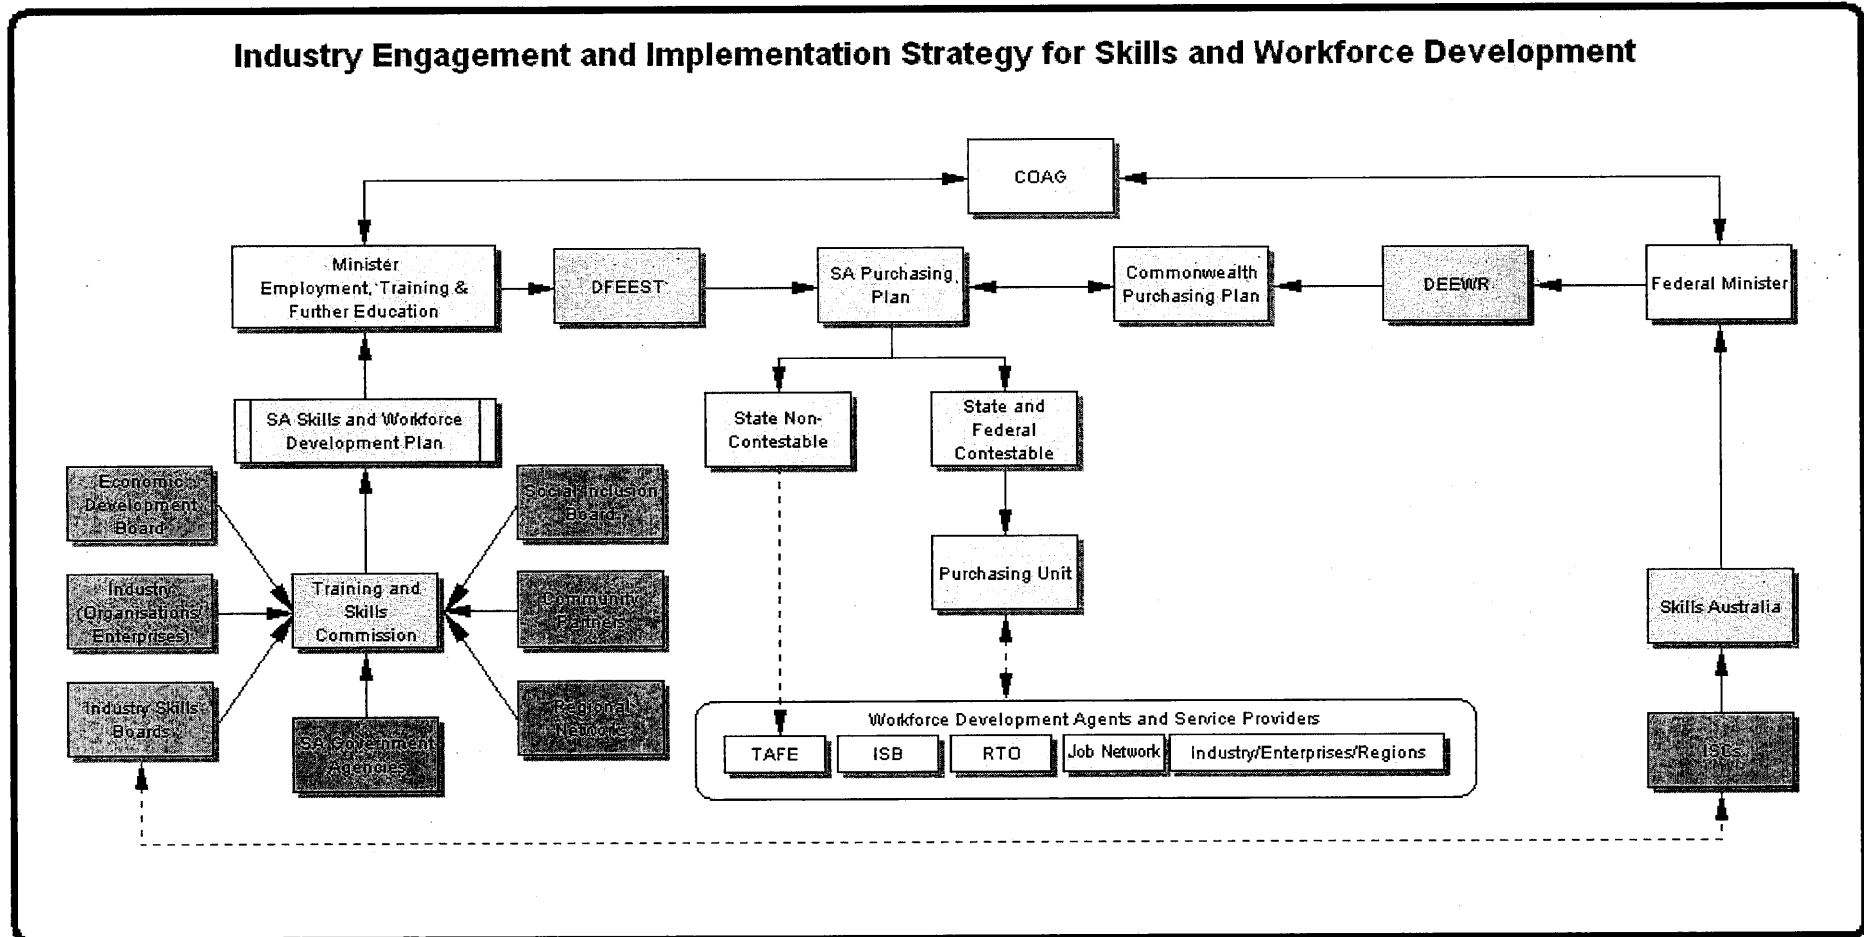 Industry Engagement and Implementation Strategy for Skills and Workforce Development
COAG
Minister
Employment, Training &
Further Education
DFEEST
SA Purchasing
Plan
Commonwealth
Purchasing Plan
DEEWR
Federal Minister
SA Skills and Workforce
Development Plan
State Non-
Contestable
State and
Federal
Contestable
Economic
Development
Board
Social Inclusion
Board
Industry
(Organisations/
Enterprises)
Training and
Skills
Commission
Community
Partners
Purchasing Unit
Skills Australia
Industry Skills
Boards
SA Government
Agencies
Regional
Networks
Workforce Development Agents and Service Providers
TAFE
ISB
RTO
Job Network
Industry/Enterprises/Regions
ISCs